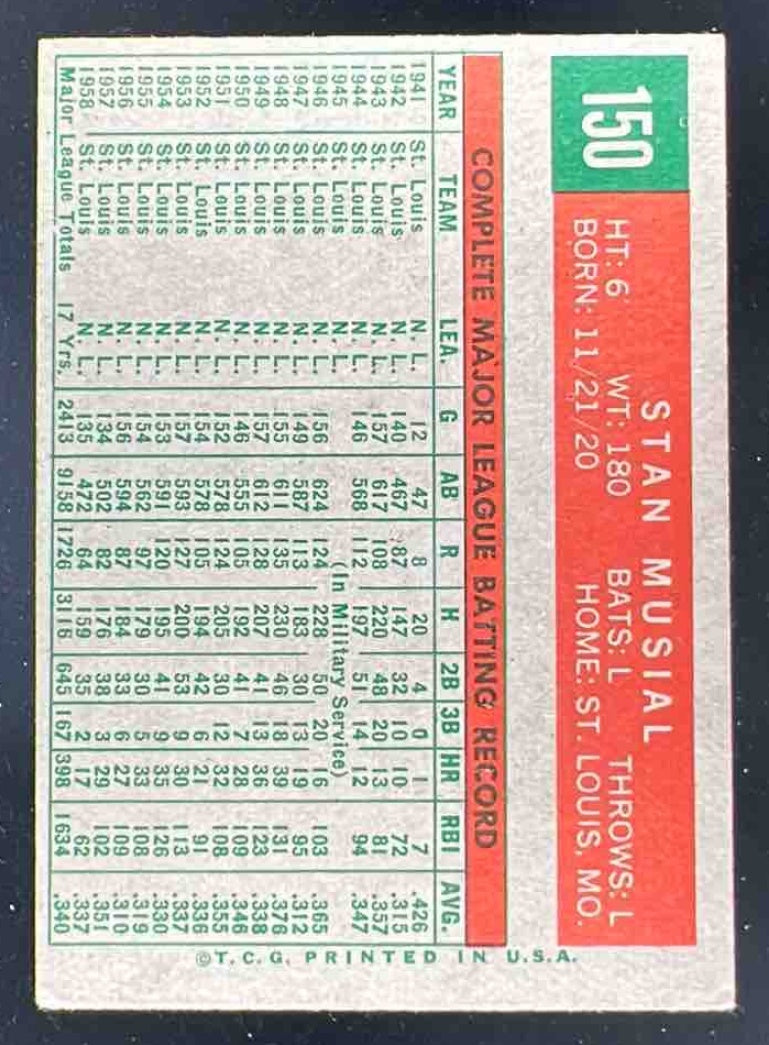 150
STAN MUSIAL
HT: 6 WT: 180 BATS: L THROWS: L
BORN: 11/21/20 HOME: ST. LOUIS, MO.
COMPLETE MAJOR LEAGUE BATTING RECORD
YEAR TEAM LEA. G AB R H 2B 3B HR RBI AVG.
1941 St. Louis N. L. 12 47 8 20 4 0 1 7 .426
1942 St. Louis N. L. 140 467 87 147 32 10 10 72 .315
1943 St. Louis N. L. 157 617 108 220 48 20 13 81 .357
1944 St. Louis N. L. 146 568 112 197 51 14 12 94 .347
1945 St. Louis N. L. (In Military Service)
1946 St. Louis N. L. 156 624 124 228 50 20 16 103 .365
1947 St. Louis N. L. 149 587 113 183 30 13 19 95 .312
1948 St. Louis N. L. 155 611 135 230 46 18 39 131 .376
1949 St. Louis N. L. 157 612 128 207 41 13 36 123 .338
1950 St. Louis N. L. 146 555 105 192 41 7 28 109 .346
1951 St. Louis N. L. 152 578 124 205 30 12 32 108 .355
1952 St. Louis N. L. 154 578 105 194 42 6 21 91 .336
1953 St. Louis N. L. 157 593 127 200 53 9 30 113 .337
1954 St. Louis N. L. 153 591 120 195 41 9 35 126 .330
1955 St. Louis N. L. 154 562 97 179 30 5 33 108 .319
1956 St. Louis N. L. 156 594 87 184 33 6 27 109 .310
1957 St. Louis N. L. 134 502 82 176 38 3 29 102 .351
1958 St. Louis N. L. 135 472 64 159 35 2 17 62 .337
Major League Totals 17 Yrs. 2413 9158 1726 3116 645 167 398 1634 .340
©T.C.G. PRINTED IN U.S.A.